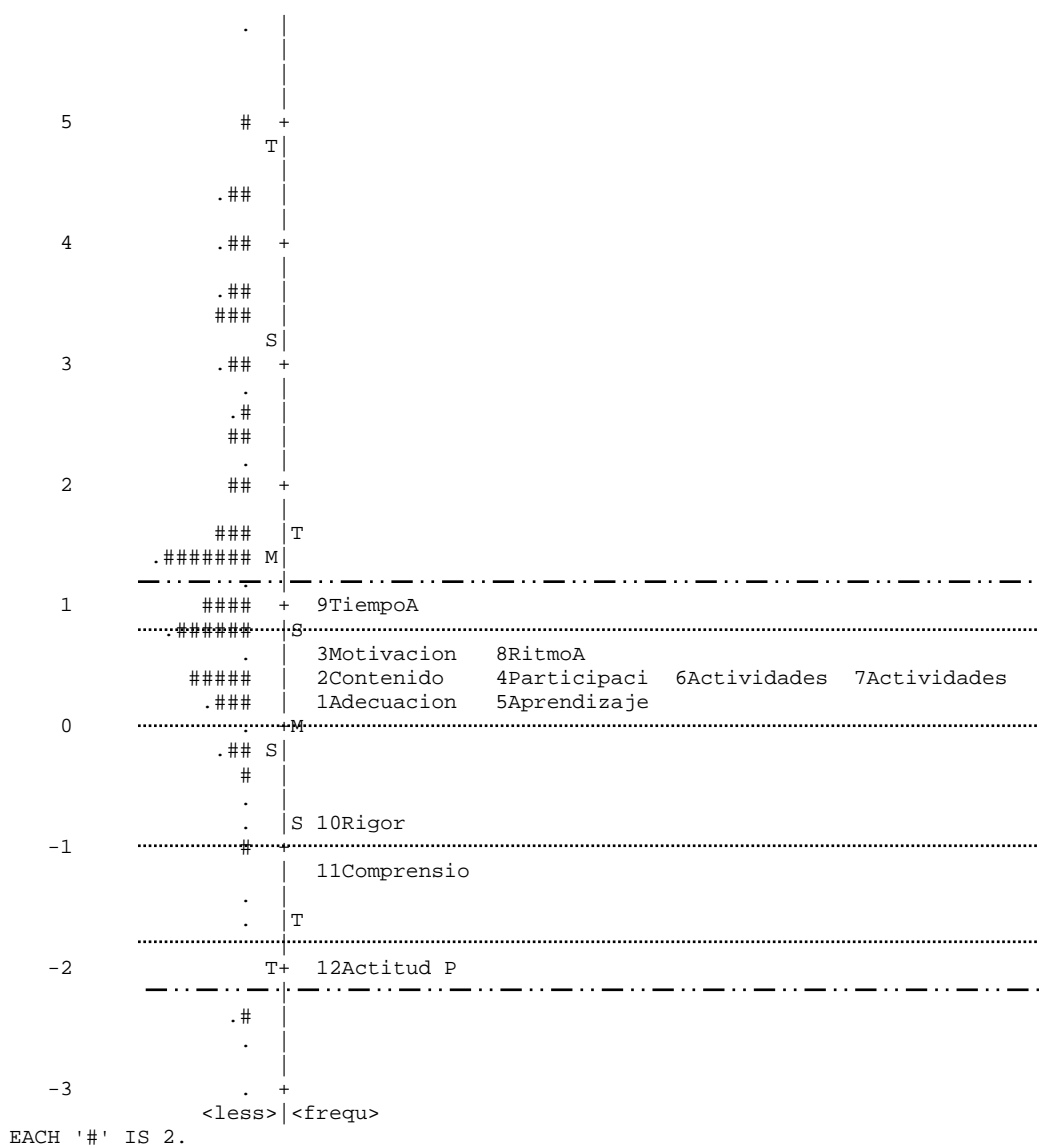 . |
|
|
|
5 # +
T|
|
.## |
|
4 .## +
|
.## |
### |
S|
3 .## +
. |
.# |
## |
. |
2 ## +
|
### |T
.####### M|
. |
1 #### + 9TiempoA
.###### |S
. | 3Motivacion 8RitmoA
##### | 2Contenido 4Participaci 6Actividades 7Actividades
.### | 1Adecuacion 5Aprendizaje
0 . +M
.## S|
# |
. |
. |S 10Rigor
-1 # +
| 11Comprensio
. |
. |T
|
-2 T+ 12Actitud P
|
.# |
. |
|
-3 . +
<less>|<frequ>
EACH '#' IS 2.